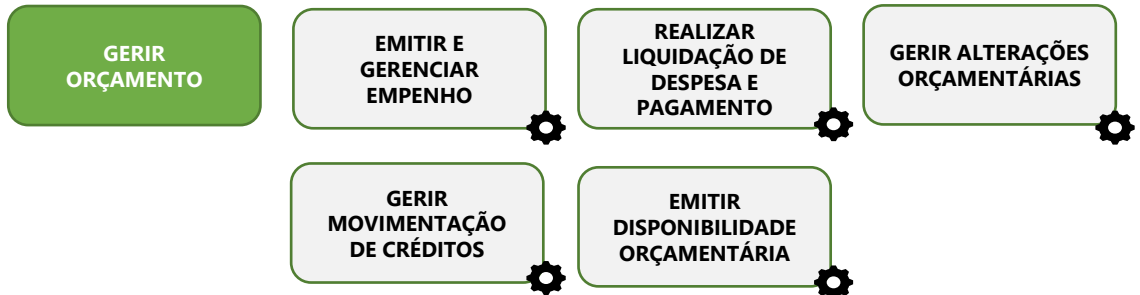 GERIR
ORÇAMENTO
EMITIR E
GERENCIAR
EMPENHO
REALIZAR
LIQUIDAÇÃO DE
DESPESA E
PAGAMENTO
GERIR ALTERAÇÕES
ORÇAMENTÁRIAS
GERIR
MOVIMENTAÇÃO
DE CRÉDITOS
EMITIR
DISPONIBILIDADE
ORÇAMENTÁRIA